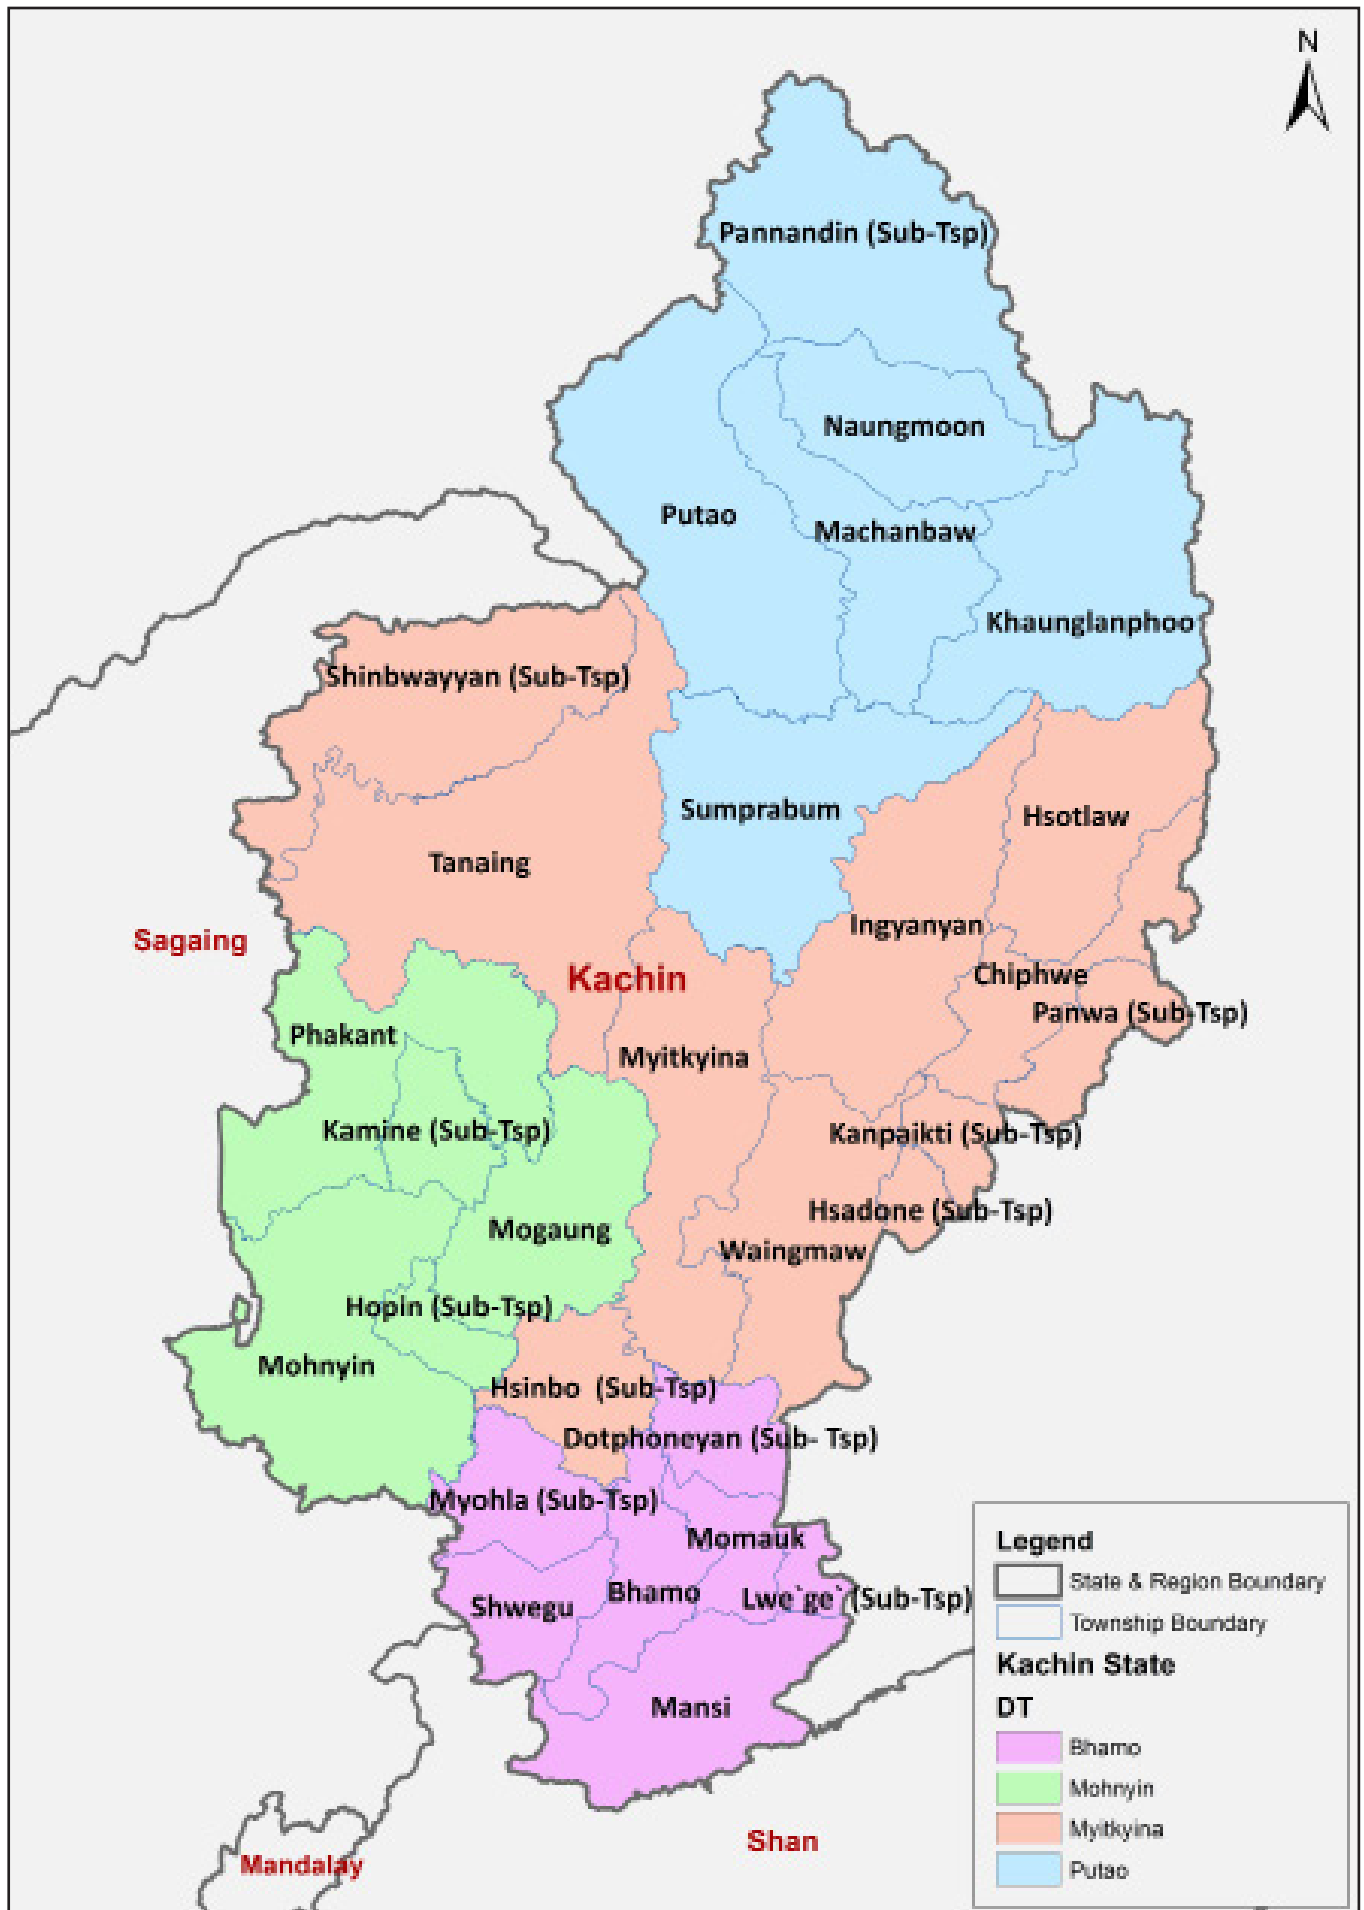 N
Pannandin (Sub-Tsp)
Naungmoon
Putao
Machanbaw
Khaunglanphoo
Shinbwayyan (Sub-Tsp)
Sumprabum
Hsotlaw
Tanaing
Ingyanyan
Sagaing
Kachin
Chiphwe
Panwa (Sub-Tsp)
Phakant
Myitkyina
Kamine (Sub-Tsp)
Kanpaikti (Sub-Tsp)
Hsadone (Sub-Tsp)
Mogaung
Waingmaw
Hopin (Sub-Tsp)
Mohnyin
Hsinbo (Sub-Tsp)
Dotphoneyan (Sub- Tsp)
Myohla (Sub-Tsp)
Momauk
Bhamo
Lwe`ge` (Sub-Tsp)
Shwegu
Mansi
Shan
Mandalay
Legend
State & Region Boundary
Township Boundary
Kachin State
DT
Bhamo
Mohnyin
Myitkyina
Putao